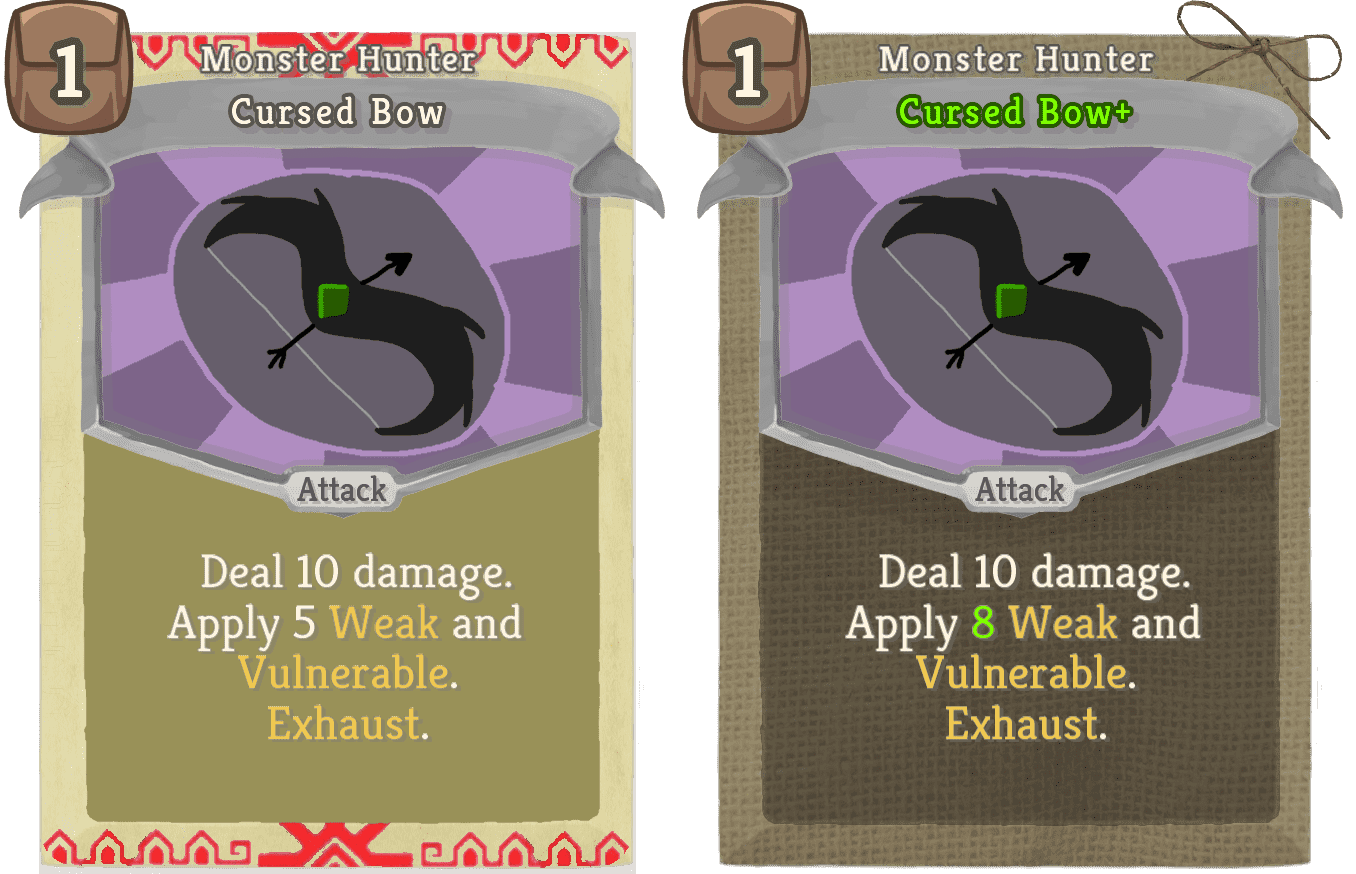 1
Monster Hunter
Cursed Bow
Attack
Deal 10 damage.
Apply 5 Weak and
Vulnerable.
Exhaust.
1
Monster Hunter
Cursed Bow+
Attack
Deal 10 damage.
Apply 8 Weak and
Vulnerable.
Exhaust.